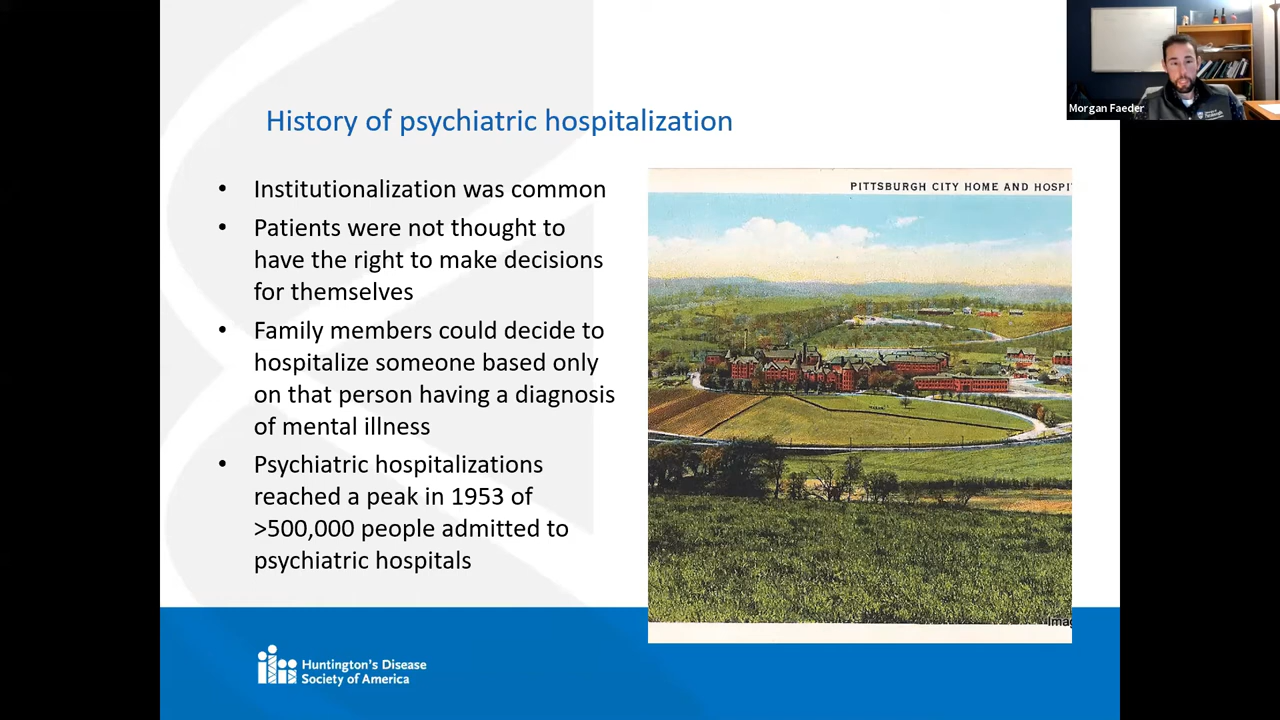 Morgan Faeder
History of psychiatric hospitalization
• Institutionalization was common
• Patients were not thought to
have the right to make decisions
for themselves
• Family members could decide to
hospitalize someone based only
on that person having a diagnosis
of mental illness
• Psychiatric hospitalizations
reached a peak in 1953 of
>500,000 people admitted to
psychiatric hospitals
PITTSBURGH CITY HOME AND HOSPI
Imag
Huntington's Disease
Society of America